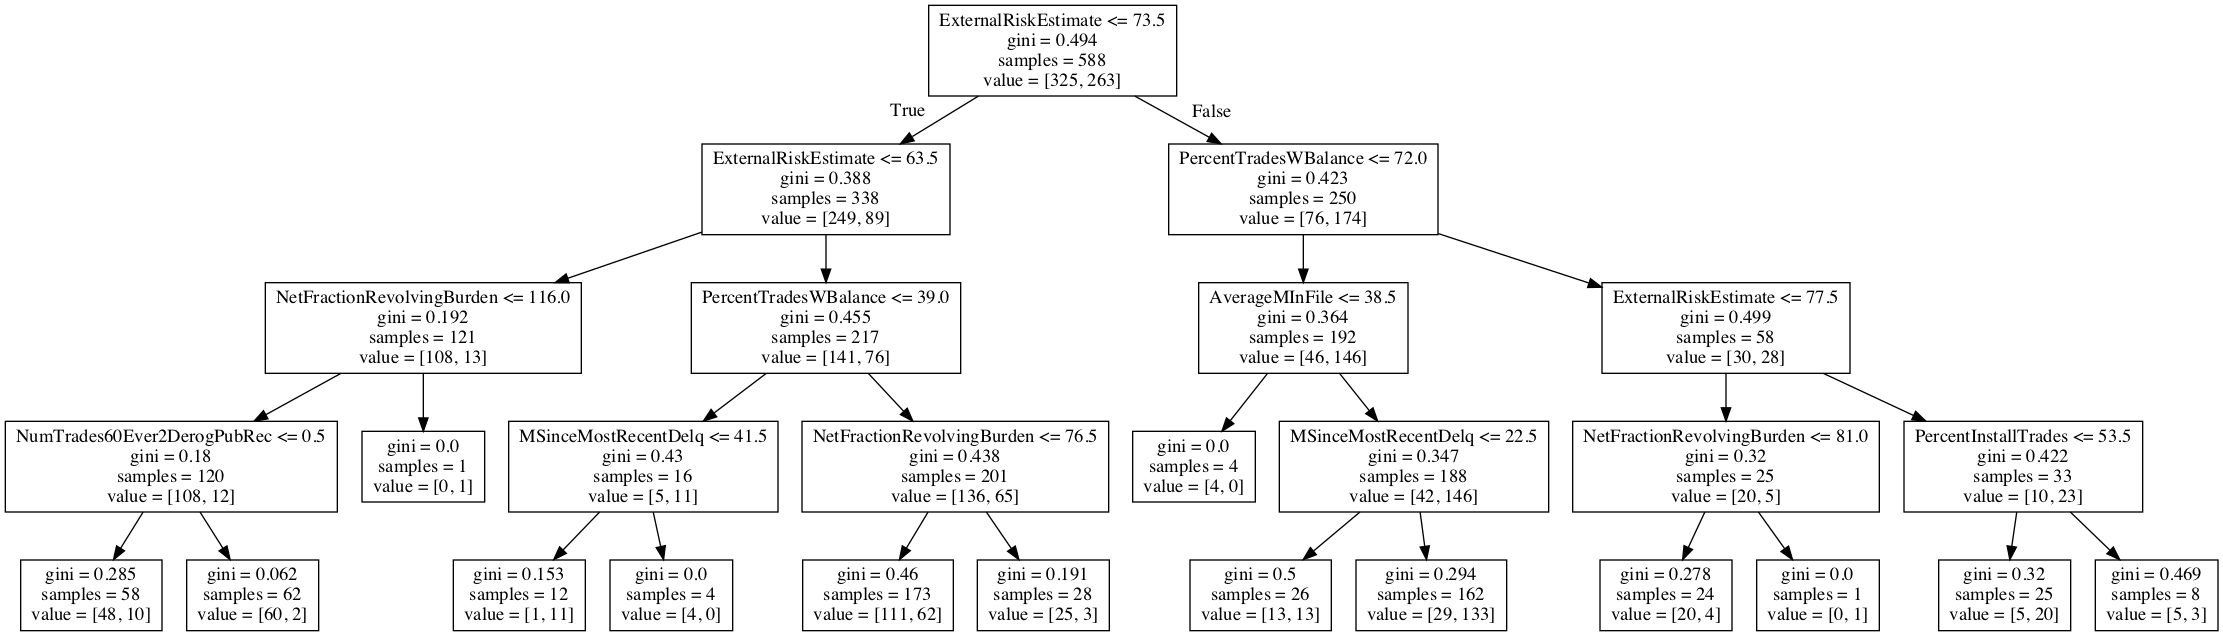 ExternalRiskEstimate <= 73.5
gini = 0.494
samples = 588
value = [325, 263]
True
False
ExternalRiskEstimate <= 63.5
gini = 0.388
samples = 338
value = [249, 89]
PercentTradesWBalance <= 72.0
gini = 0.423
samples = 250
value = [76, 174]
NetFractionRevolvingBurden <= 116.0
gini = 0.192
samples = 121
value = [108, 13]
PercentTradesWBalance <= 39.0
gini = 0.455
samples = 217
value = [141, 76]
AverageMInFile <= 38.5
gini = 0.364
samples = 192
value = [46, 146]
ExternalRiskEstimate <= 77.5
gini = 0.499
samples = 58
value = [30, 28]
NumTrades60Ever2DerogPubRec <= 0.5
gini = 0.18
samples = 120
value = [108, 12]
gini = 0.0
samples = 1
value = [0, 1]
MSinceMostRecentDelq <= 41.5
gini = 0.43
samples = 16
value = [5, 11]
NetFractionRevolvingBurden <= 76.5
gini = 0.438
samples = 201
value = [136, 65]
gini = 0.0
samples = 4
value = [4, 0]
MSinceMostRecentDelq <= 22.5
gini = 0.347
samples = 188
value = [42, 146]
NetFractionRevolvingBurden <= 81.0
gini = 0.32
samples = 25
value = [20, 5]
PercentInstallTrades <= 53.5
gini = 0.422
samples = 33
value = [10, 23]
gini = 0.285
samples = 58
value = [48, 10]
gini = 0.062
samples = 62
value = [60, 2]
gini = 0.153
samples = 12
value = [1, 11]
gini = 0.0
samples = 4
value = [4, 0]
gini = 0.46
samples = 173
value = [111, 62]
gini = 0.191
samples = 28
value = [25, 3]
gini = 0.5
samples = 26
value = [13, 13]
gini = 0.294
samples = 162
value = [29, 133]
gini = 0.278
samples = 24
value = [20, 4]
gini = 0.0
samples = 1
value = [0, 1]
gini = 0.32
samples = 25
value = [5, 20]
gini = 0.469
samples = 8
value = [5, 3]